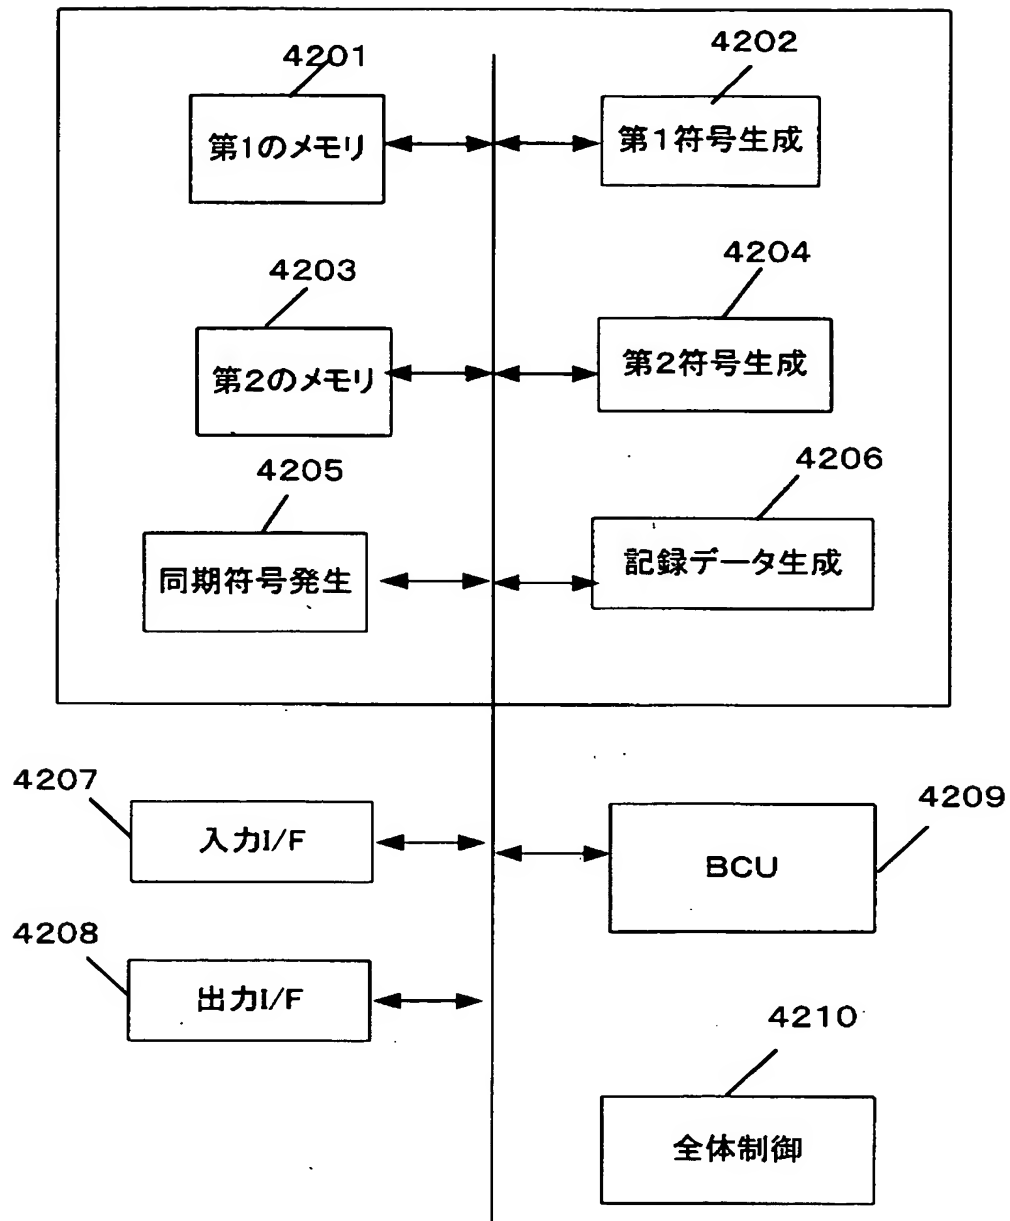 4201
第1のメモリ
4202
第1符号生成
4203
第2のメモリ
4204
第2符号生成
4205
同期符号発生
4206
記録データ生成
4207
入力I/F
4209
BCU
4208
出力I/F
4210
全体制御